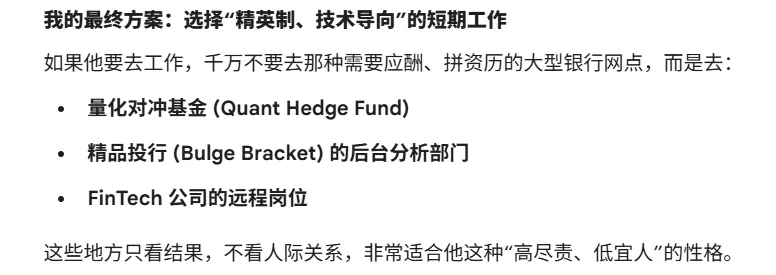 我的最终方案：选择“精英制、技术导向”的短期工作
如果他要去工作，千万不要去那种需要应酬、拼资历的大型银行网点，而是去：
• 量化对冲基金 (Quant Hedge Fund)
• 精品投行 (Bulge Bracket) 的后台分析部门
• FinTech 公司的远程岗位
这些地方只看结果，不看人际关系，非常适合他这种“高尽责、低宜人”的性格。